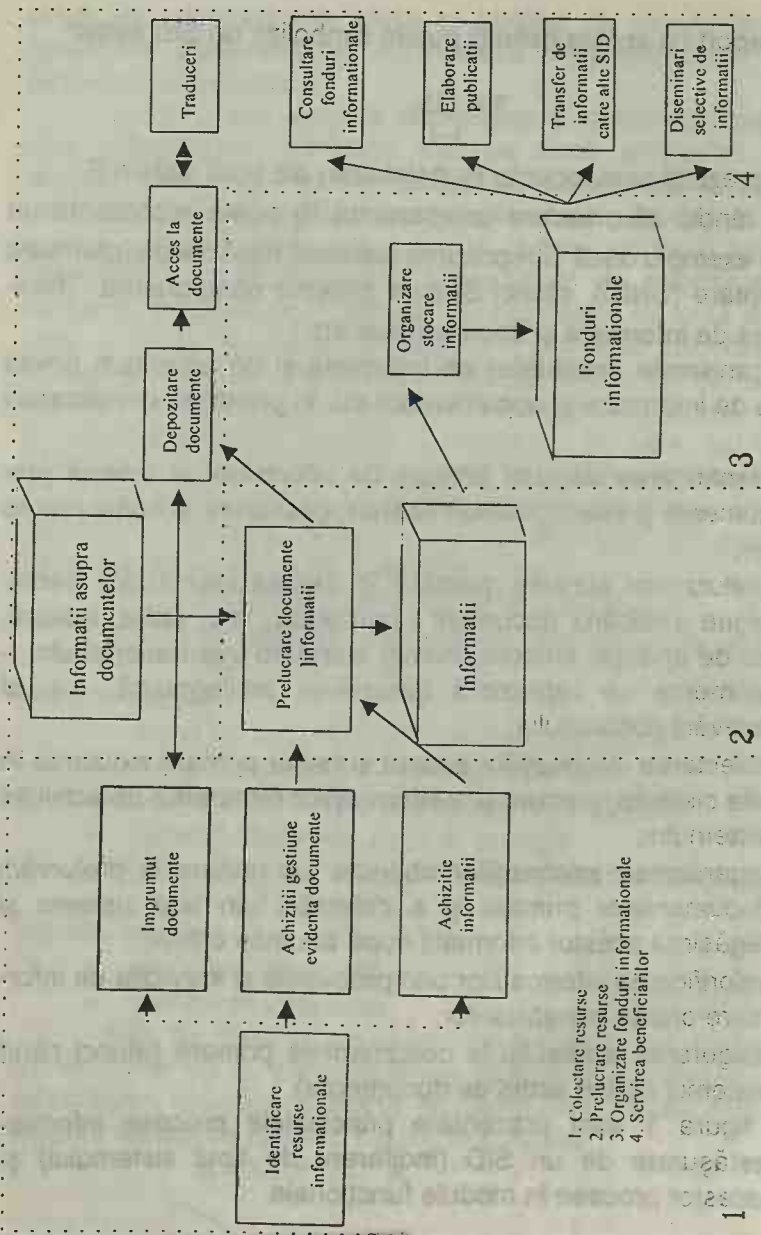 Identificare
resurse
informationale
Imprumut
documente
Achizitii gestiune
evidenta documente
Achizitie
informatii
1. Colectare resurse
2. Prelucrare resurse
3. Organizare fonduri informationale
4. Servirea beneficiarilor
1
Informatii asupra
documentelor
Prelucrare documente
informatii
Informatii
2
Depozitare
documente
Acces la
documente
Traduceri
Organizare
stocare
informatii
Fonduri
informationale
3
Consultare
fonduri
informationale
Elaborare
publicatii
Transfer de
informatii
catre alte SID
Diseminari
selective de
informatii
4